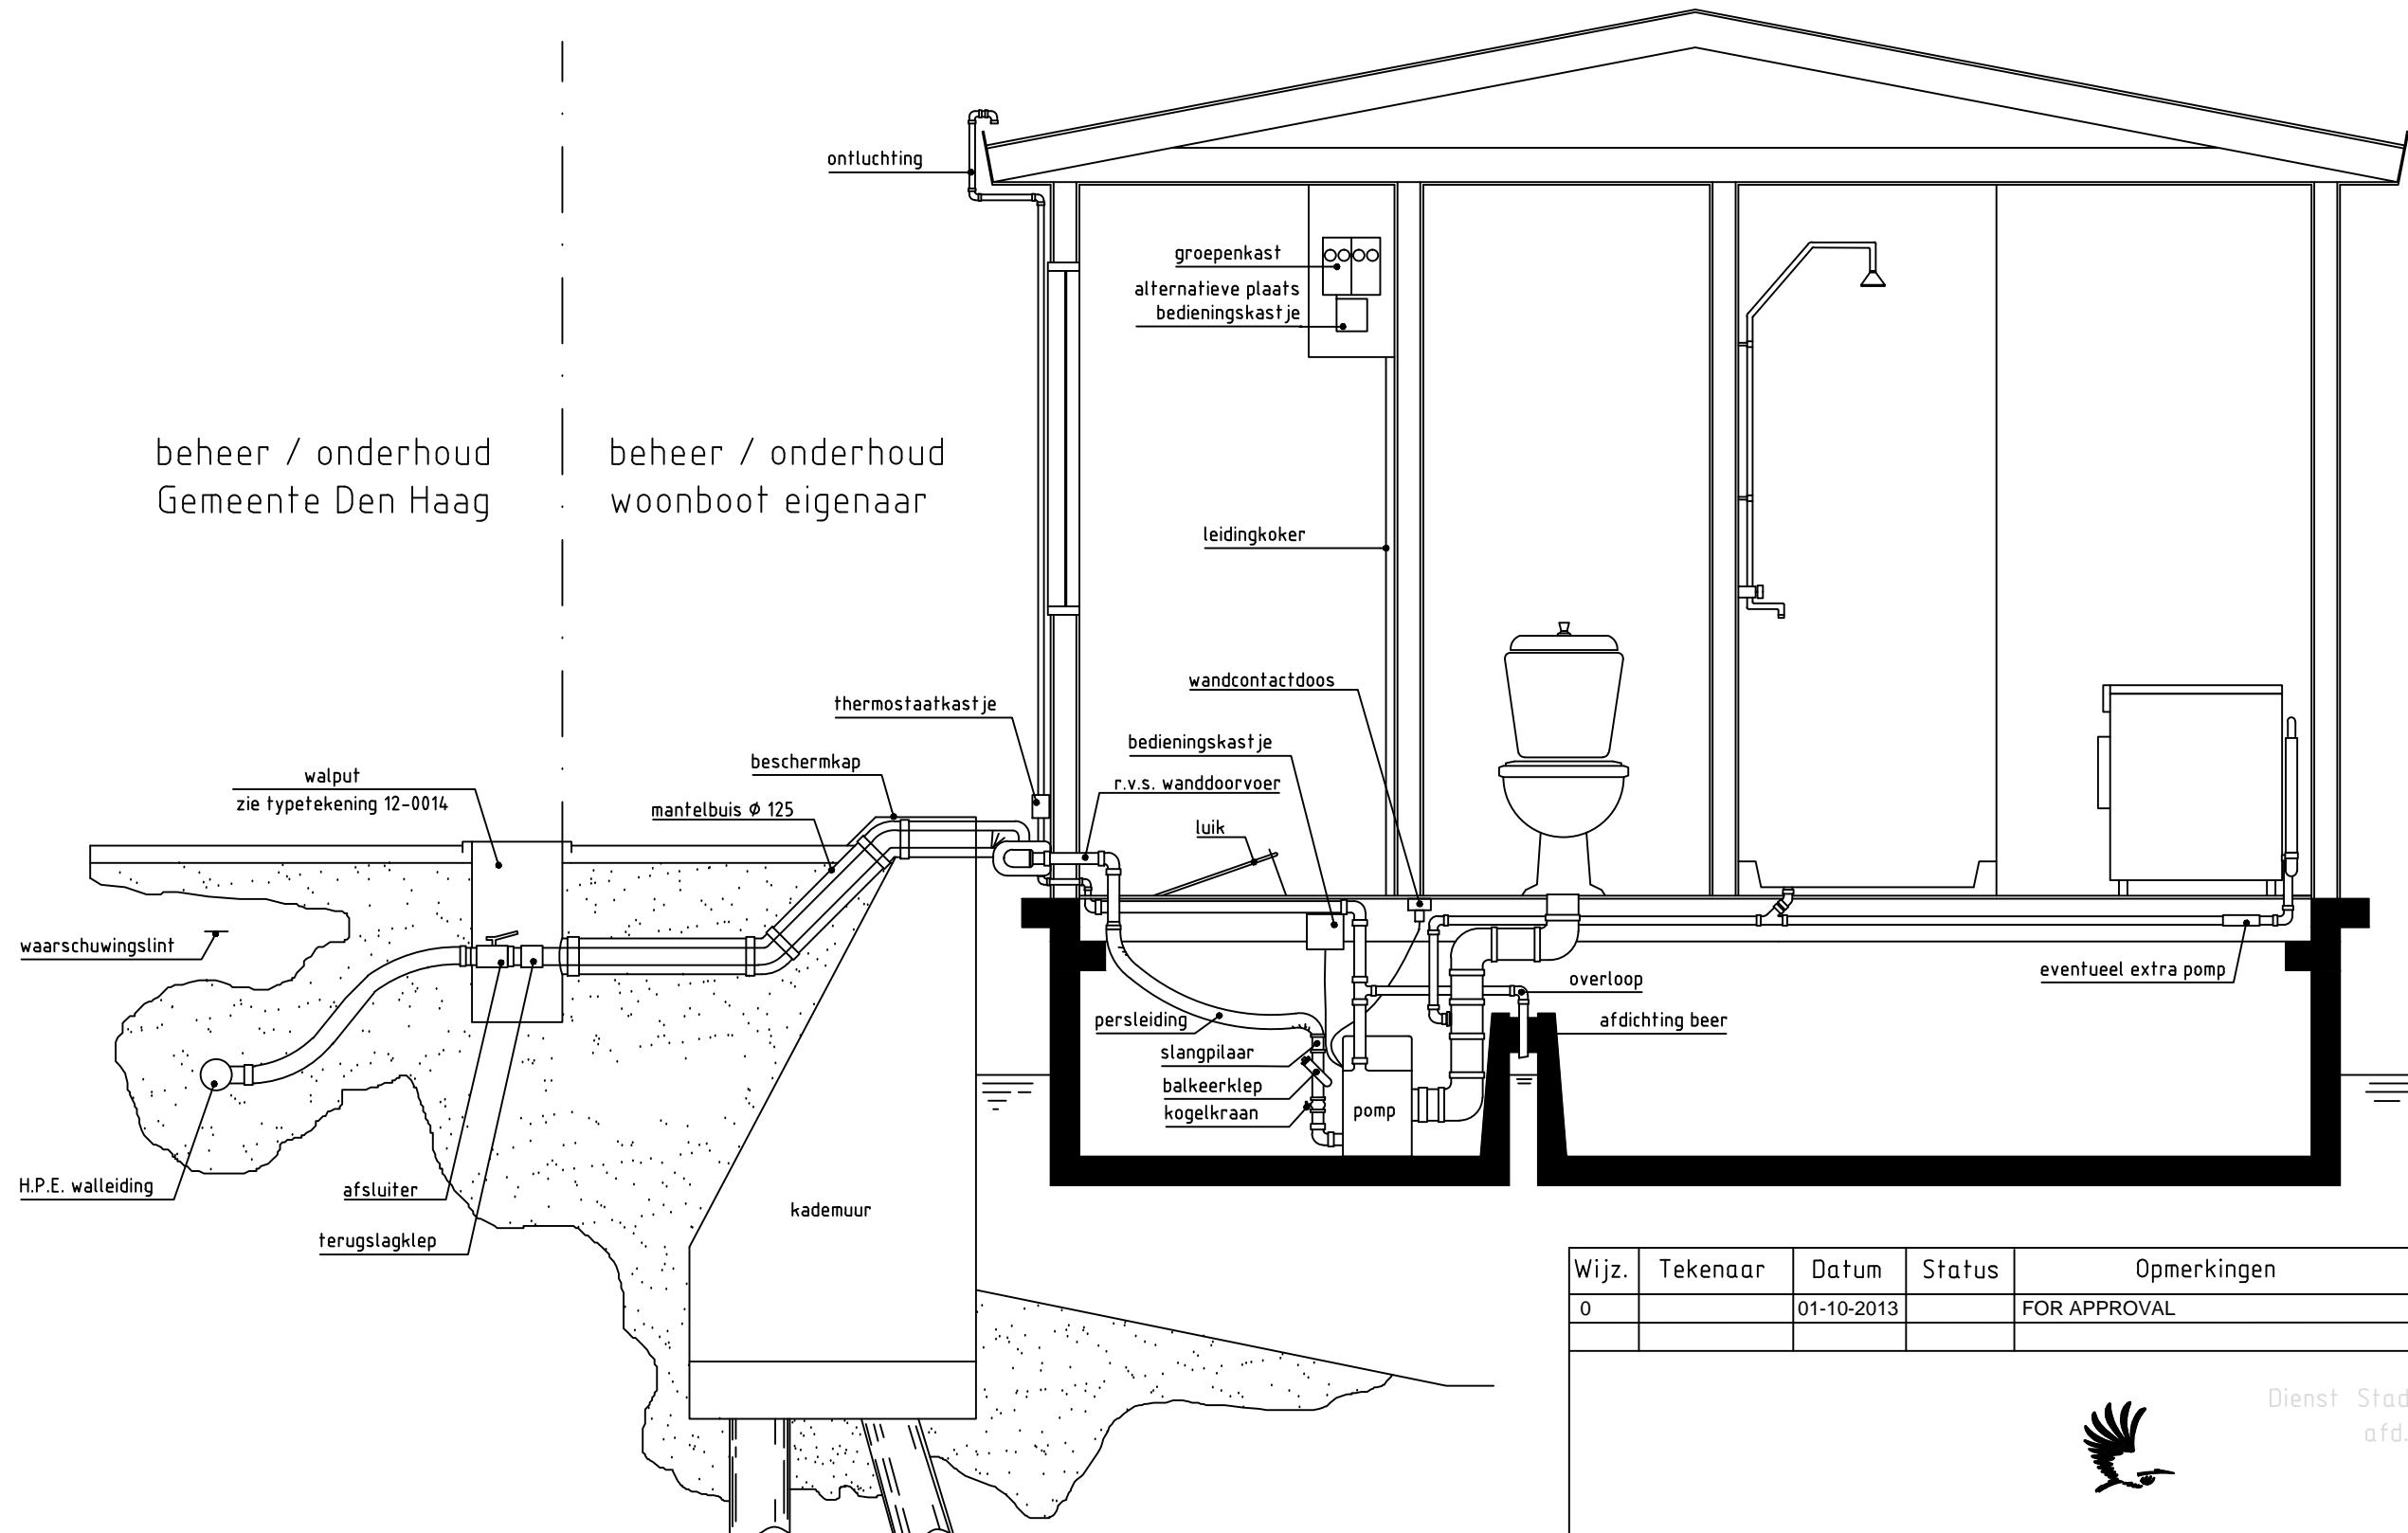 ontluchting
groepenkast
alternatieve plaats
bedieningskastje
beheer / onderhoud
Gemeente Den Haag
beheer / onderhoud
woonboot eigenaar
leidingkoker
wandcontactdoos
thermostaatkastje
bedieningskastje
beschermkap
r.v.s. wanddoorvoer
walput
zie typetekening 12-0014
mantelbuis Ø 125
luik
waarschuwingslint
eventueel extra pomp
overloop
persleiding
afdichting beer
slangpilaar
balkeerklep
kogelkraan
pomp
H.P.E. walleiding
afsluiter
kademuur
terugslagklep
Wijz. Tekenaar Datum Status Opmerkingen
0 01-10-2013 FOR APPROVAL
Dienst Stad
afd.